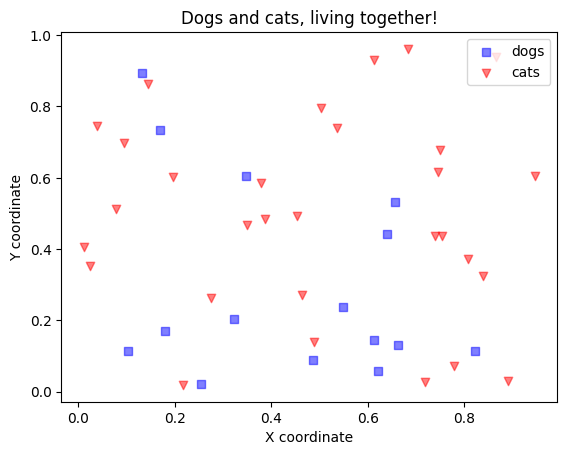 Dogs and cats, living together!
1.0
0.8
0.6
0.4
0.2
0.0
Y coordinate
dogs
cats
0.0 0.2 0.4 0.6 0.8
X coordinate